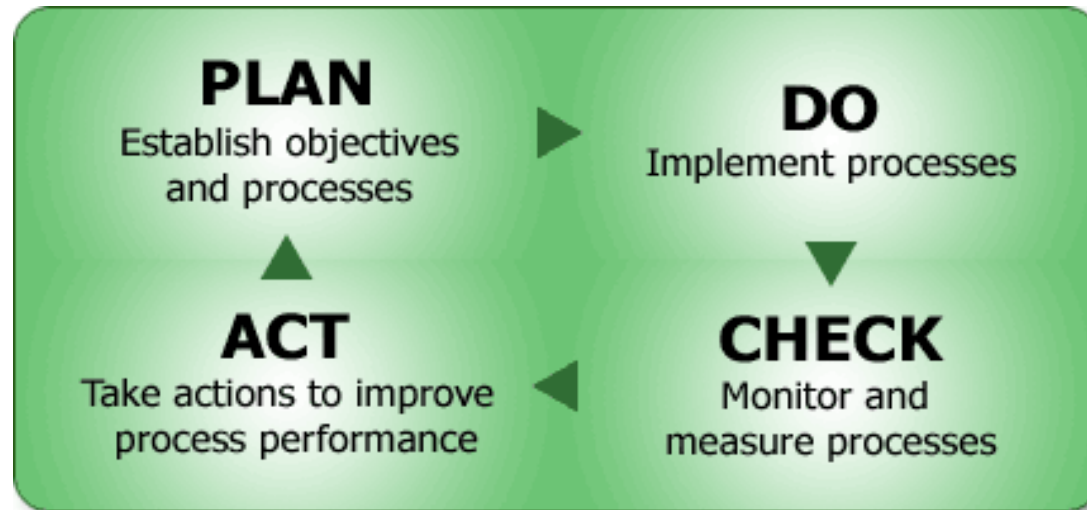 PLAN
Establish objectives
and processes
DO
Implement processes
CHECK
Monitor and
measure processes
ACT
Take actions to improve
process performance